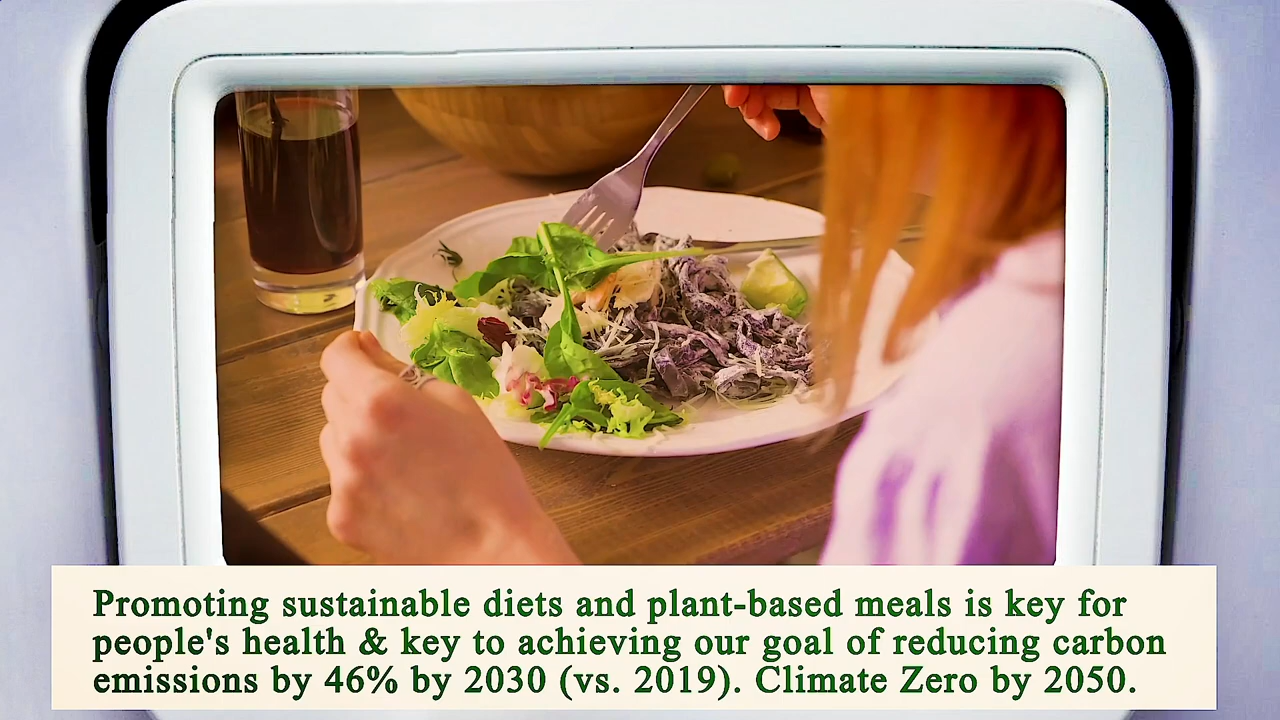 Promoting sustainable diets and plant-based meals is key for
people's health & key to achieving our goal of reducing carbon
emissions by 46% by 2030 (vs. 2019). Climate Zero by 2050.